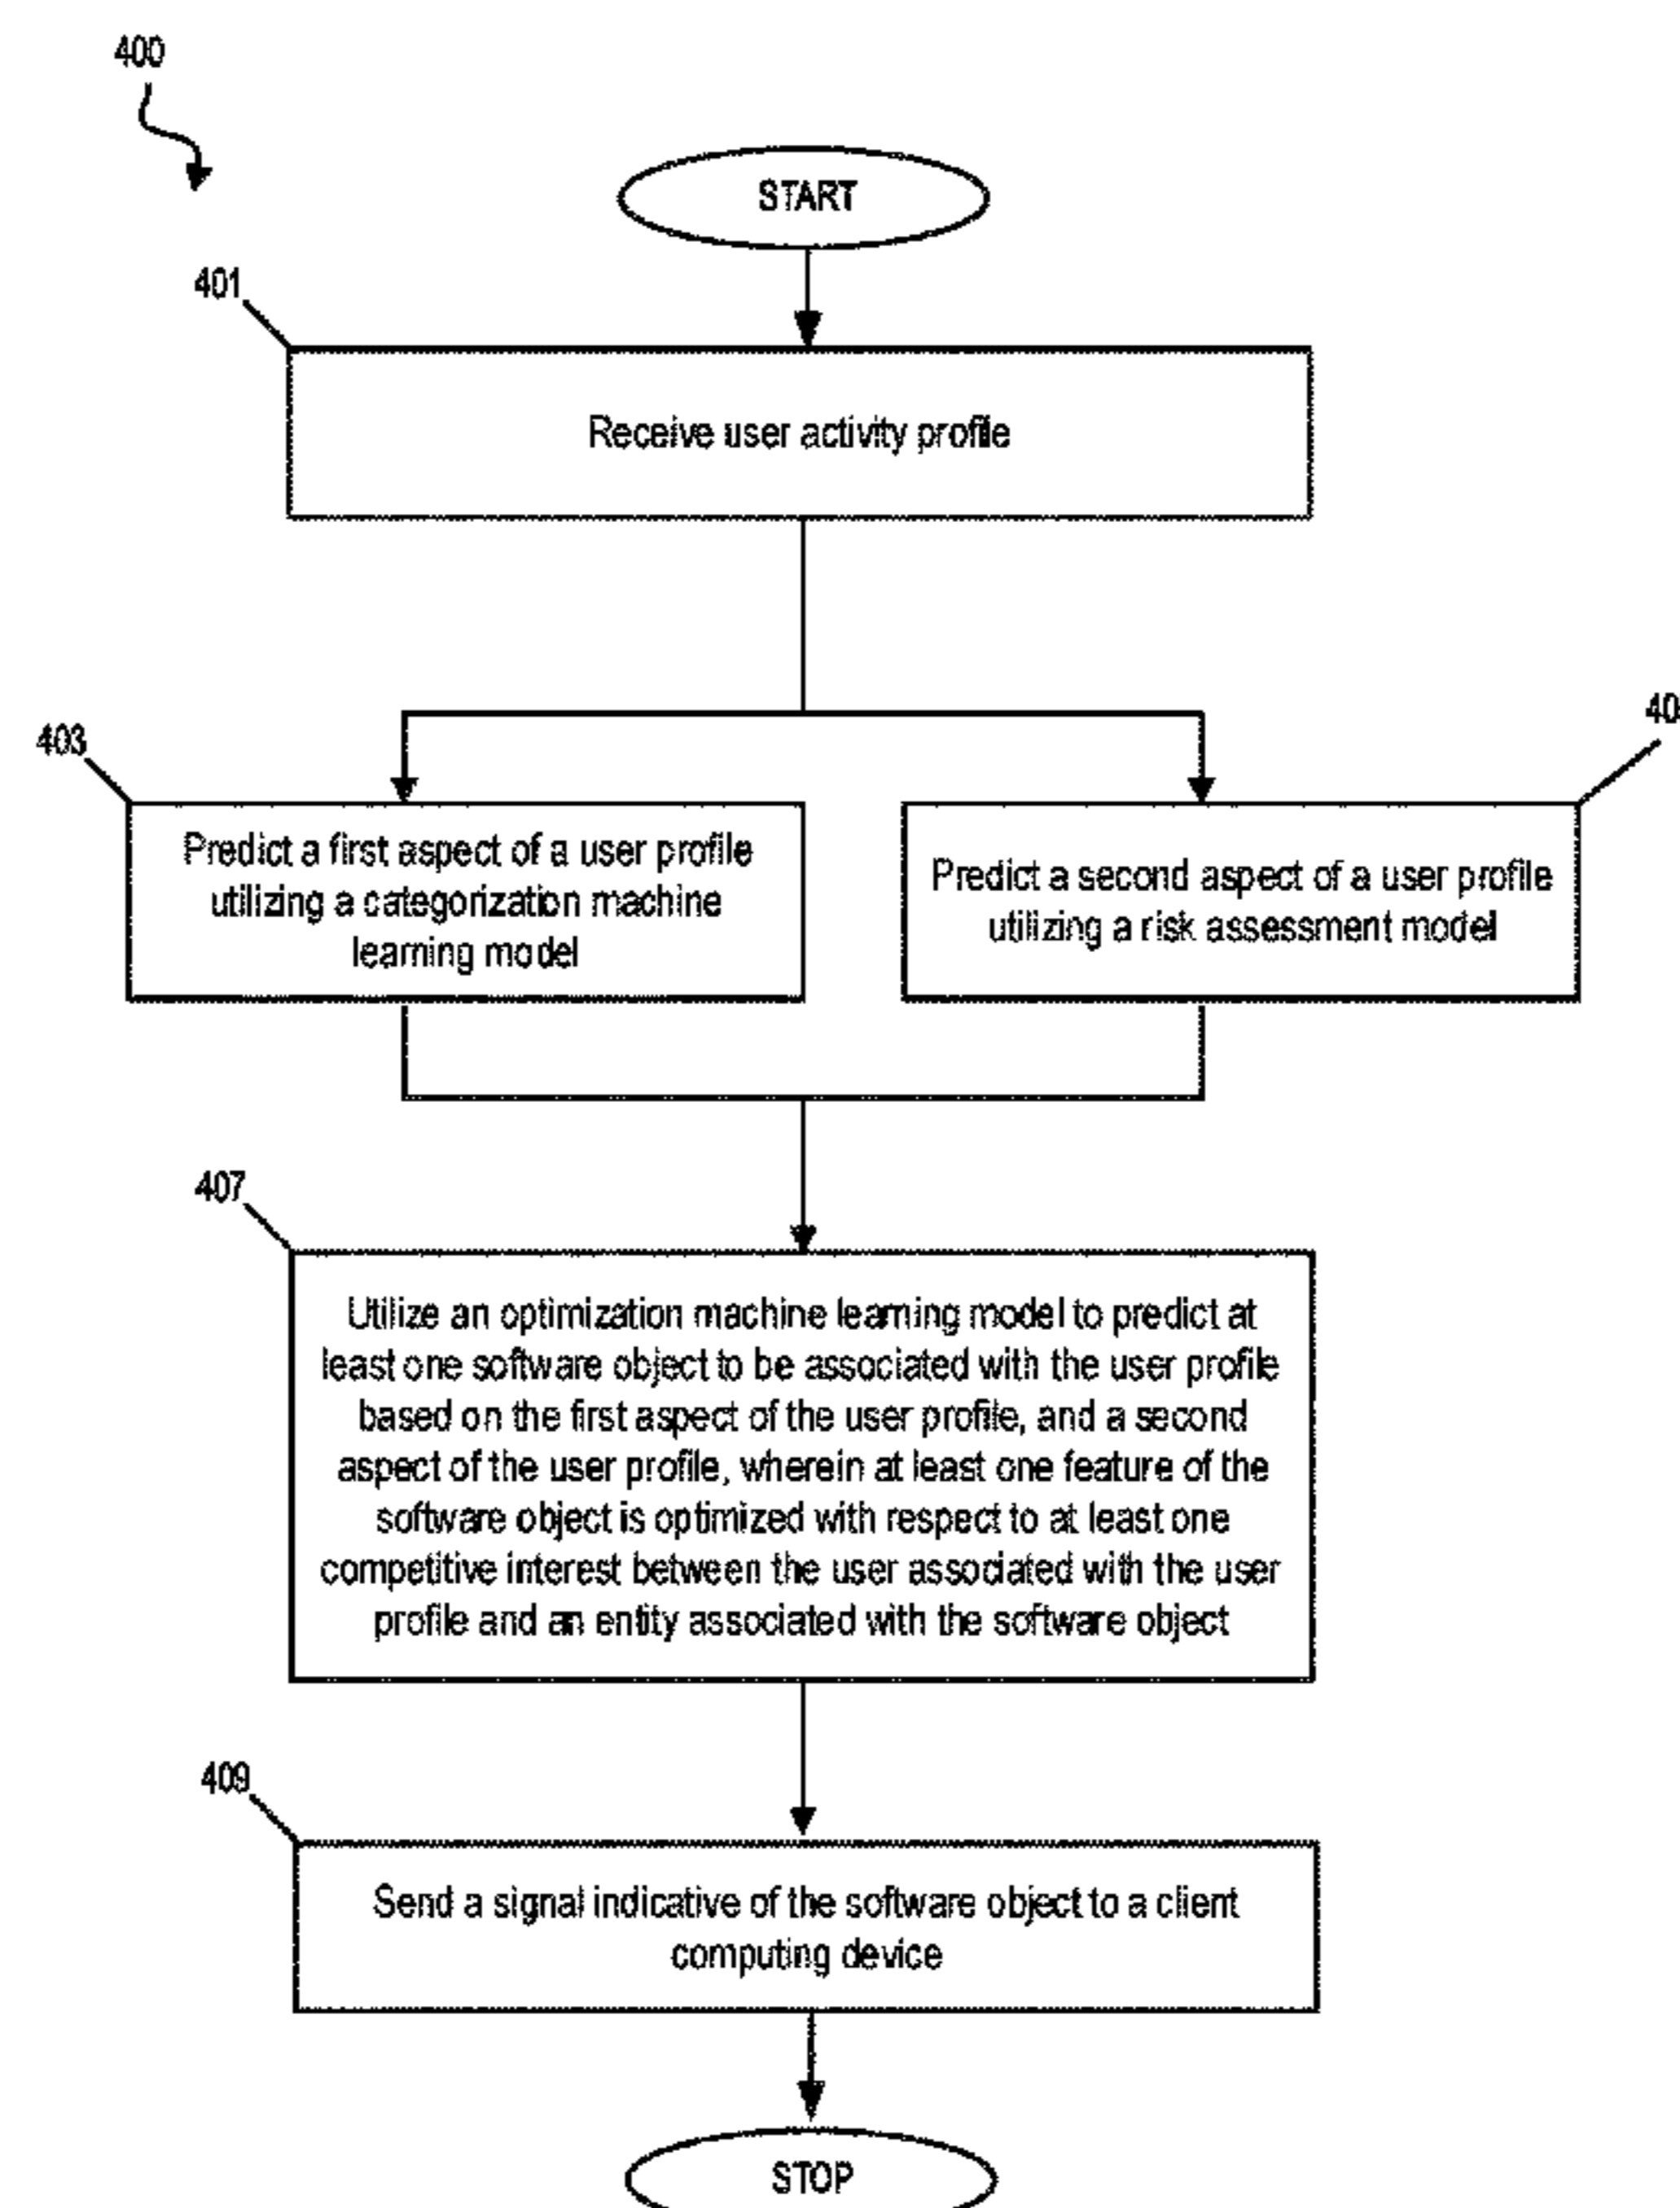 400
START
401
Receive user activity profile
403
Predict a first aspect of a user profile
utilizing a categorization machine
learning model
Predict a second aspect of a user profile
utilizing a risk assessment model
407
Utilize an optimization machine learning model to predict at
least one software object to be associated with the user profile
based on the first aspect of the user profile, and a second
aspect of the user profile, wherein at least one feature of the
software object is optimized with respect to at least one
competitive interest between the user associated with the user
profile and an entity associated with the software object
409
Send a signal indicative of the software object to a client
computing device
STOP